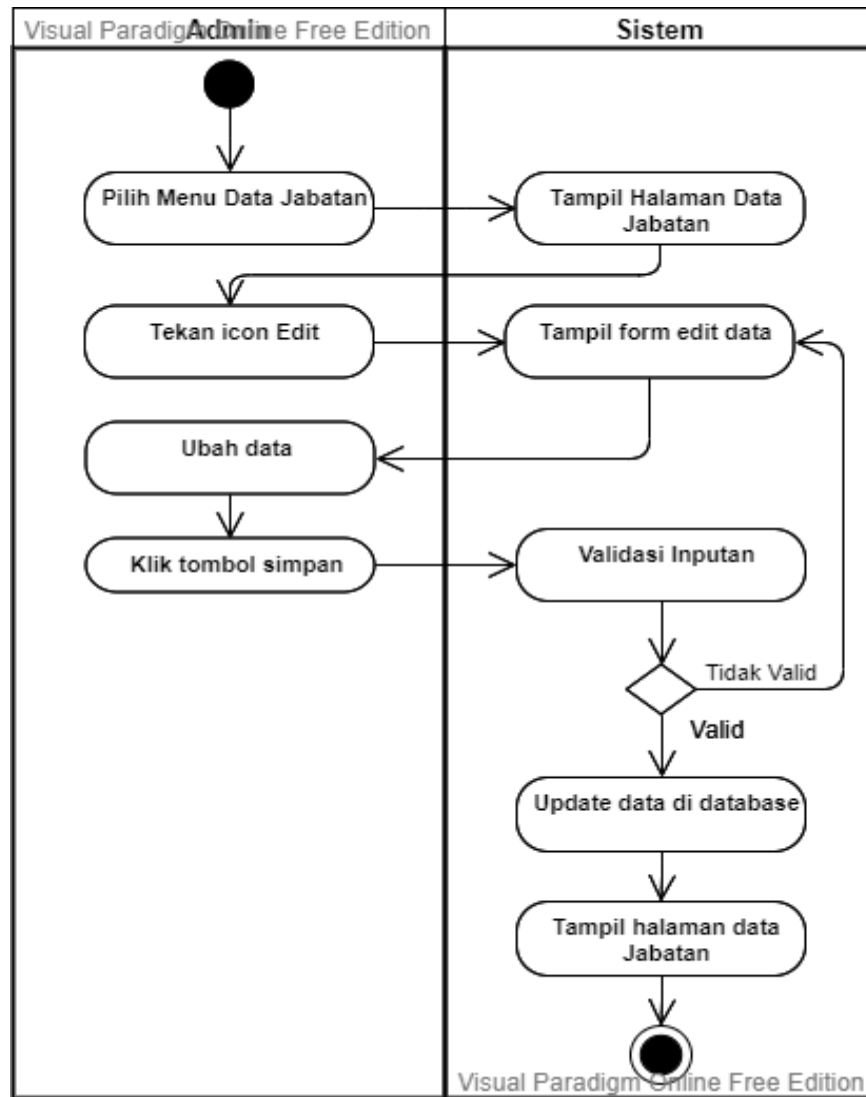 Visual Paradigm Online Free Edition
Admin
Sistem
Pilih Menu Data Jabatan
Tampil Halaman Data
Jabatan
Tekan icon Edit
Tampil form edit data
Ubah data
Klik tombol simpan
Validasi Inputan
Tidak Valid
Valid
Update data di database
Tampil halaman data
Jabatan
Visual Paradigm Online Free Edition